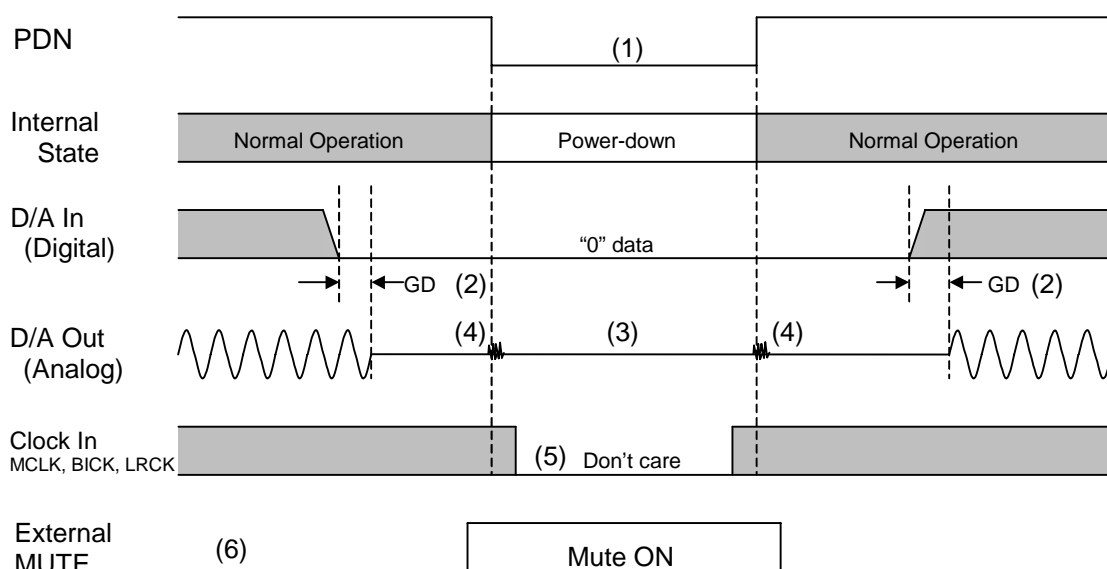 PDN
(1)
Internal
State
Normal Operation
Power-down
Normal Operation
D/A In
(Digital)
“0” data
GD (2)
GD (2)
D/A Out
(Analog)
(4)
(3)
(4)
Clock In
MCLK, BICK, LRCK
(5)
Don’t care
External
MUTE
(6)
Mute ON